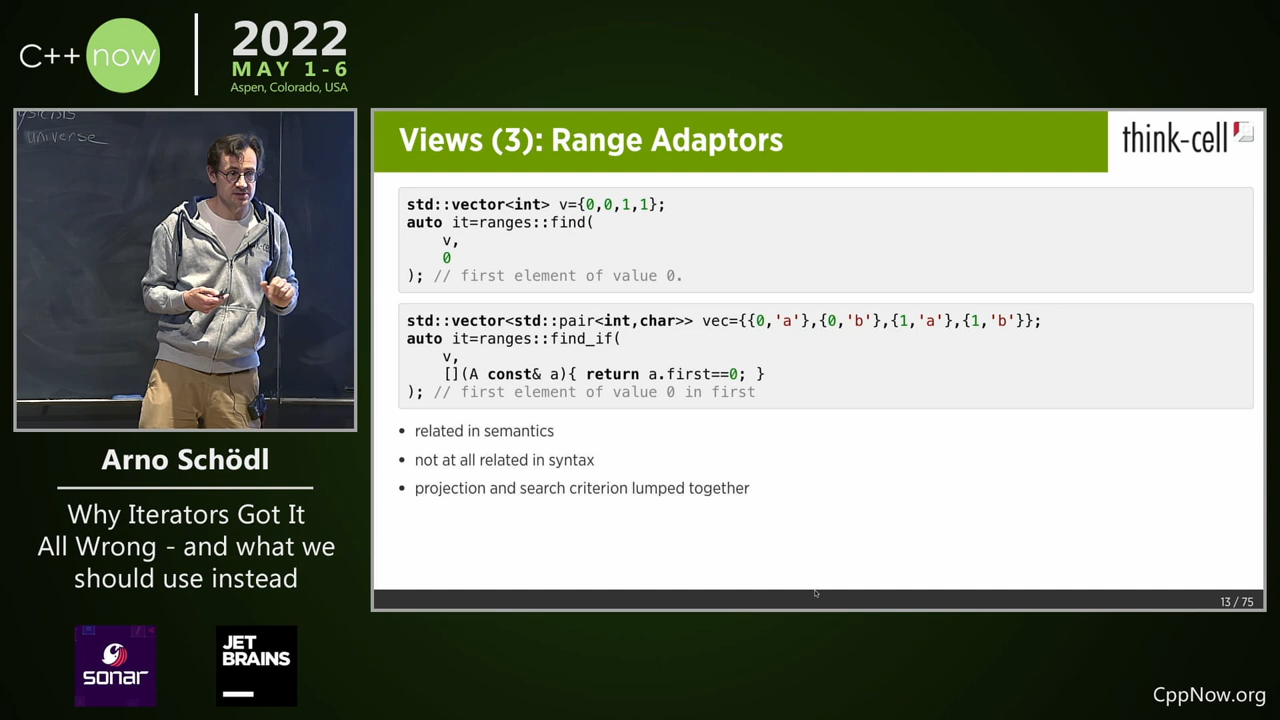 C++ now
2022
MAY 1-6
Aspen, Colorado, USA
universe
Arno Schödl
Why Iterators Got It
All Wrong - and what we
should use instead
sonar
JET
BRAINS
Views (3): Range Adaptors
think-cell
std::vector<int> v={0,0,1,1};
auto it=ranges::find(
    v,
    0
); // first element of value 0.
std::vector<std::pair<int,char>> vec={{0,'a'},{0,'b'},{1,'a'},{1,'b'}};
auto it=ranges::find_if(
    v,
    [](A const& a){ return a.first==0; }
); // first element of value 0 in first
• related in semantics
• not at all related in syntax
• projection and search criterion lumped together
13 / 75
CppNow.org